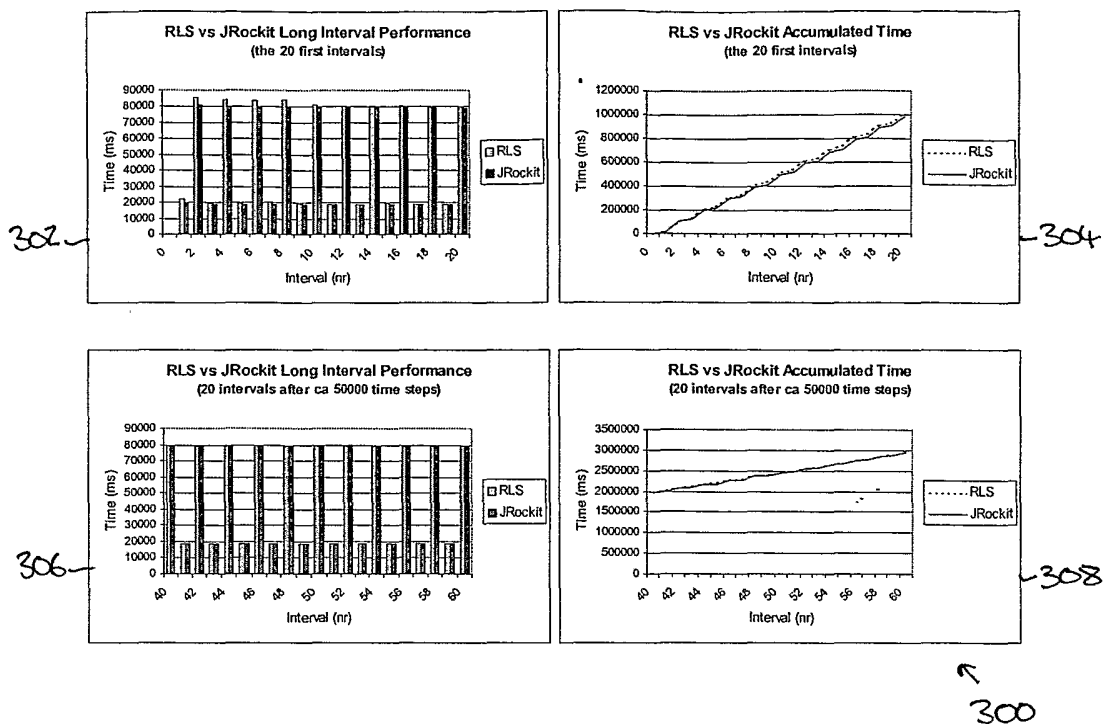 RLS vs JRockit Long Interval Performance
(the 20 first intervals)
90000
80000
70000
60000
50000
40000
30000
20000
10000
0
Time (ms)
0 2 4 6 8 10 12 14 16 18 20
Interval (nr)
RLS
JRockit
302
RLS vs JRockit Accumulated Time
(the 20 first intervals)
1200000
1000000
800000
600000
400000
200000
0
Time (ms)
0 2 4 6 8 10 12 14 16 18 20
Interval (nr)
RLS
JRockit
304
RLS vs JRockit Long Interval Performance
(20 intervals after ca 50000 time steps)
90000
80000
70000
60000
50000
40000
30000
20000
10000
0
Time (ms)
40 42 44 46 48 50 52 54 56 58 60
Interval (nr)
RLS
JRockit
306
RLS vs JRockit Accumulated Time
(20 intervals after ca 50000 time steps)
3500000
3000000
2500000
2000000
1500000
1000000
500000
0
Time (ms)
40 42 44 46 48 50 52 54 56 58 60
Interval (nr)
RLS
JRockit
308
300